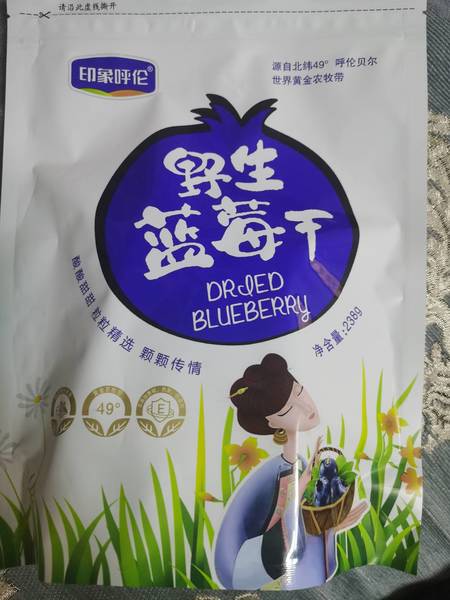 请沿此虚线撕开
印象呼伦®
源自北纬49° 呼伦贝尔
世界黄金农牧带
野生
蓝莓干
DRIED
BLUEBERRY
酸酸甜甜 粒粒精选 颗颗传情
净含量:238g
49°
E